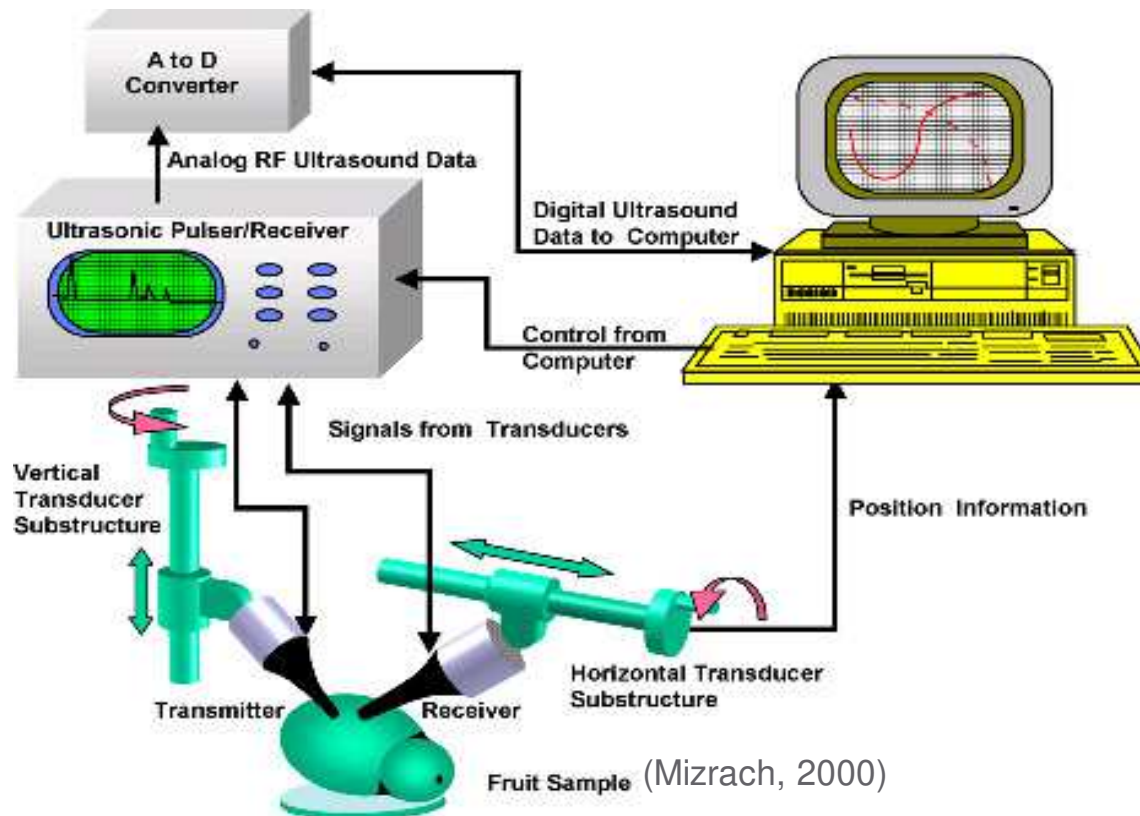 A to D
Converter
Analog RF Ultrasound Data
Ultrasonic Pulser/Receiver
Digital Ultrasound
Data to Computer
Control from
Computer
Signals from Transducers
Vertical
Transducer
Substructure
Position Information
Horizontal Transducer
Substructure
Transmitter
Receiver
Fruit Sample (Mizrach, 2000)